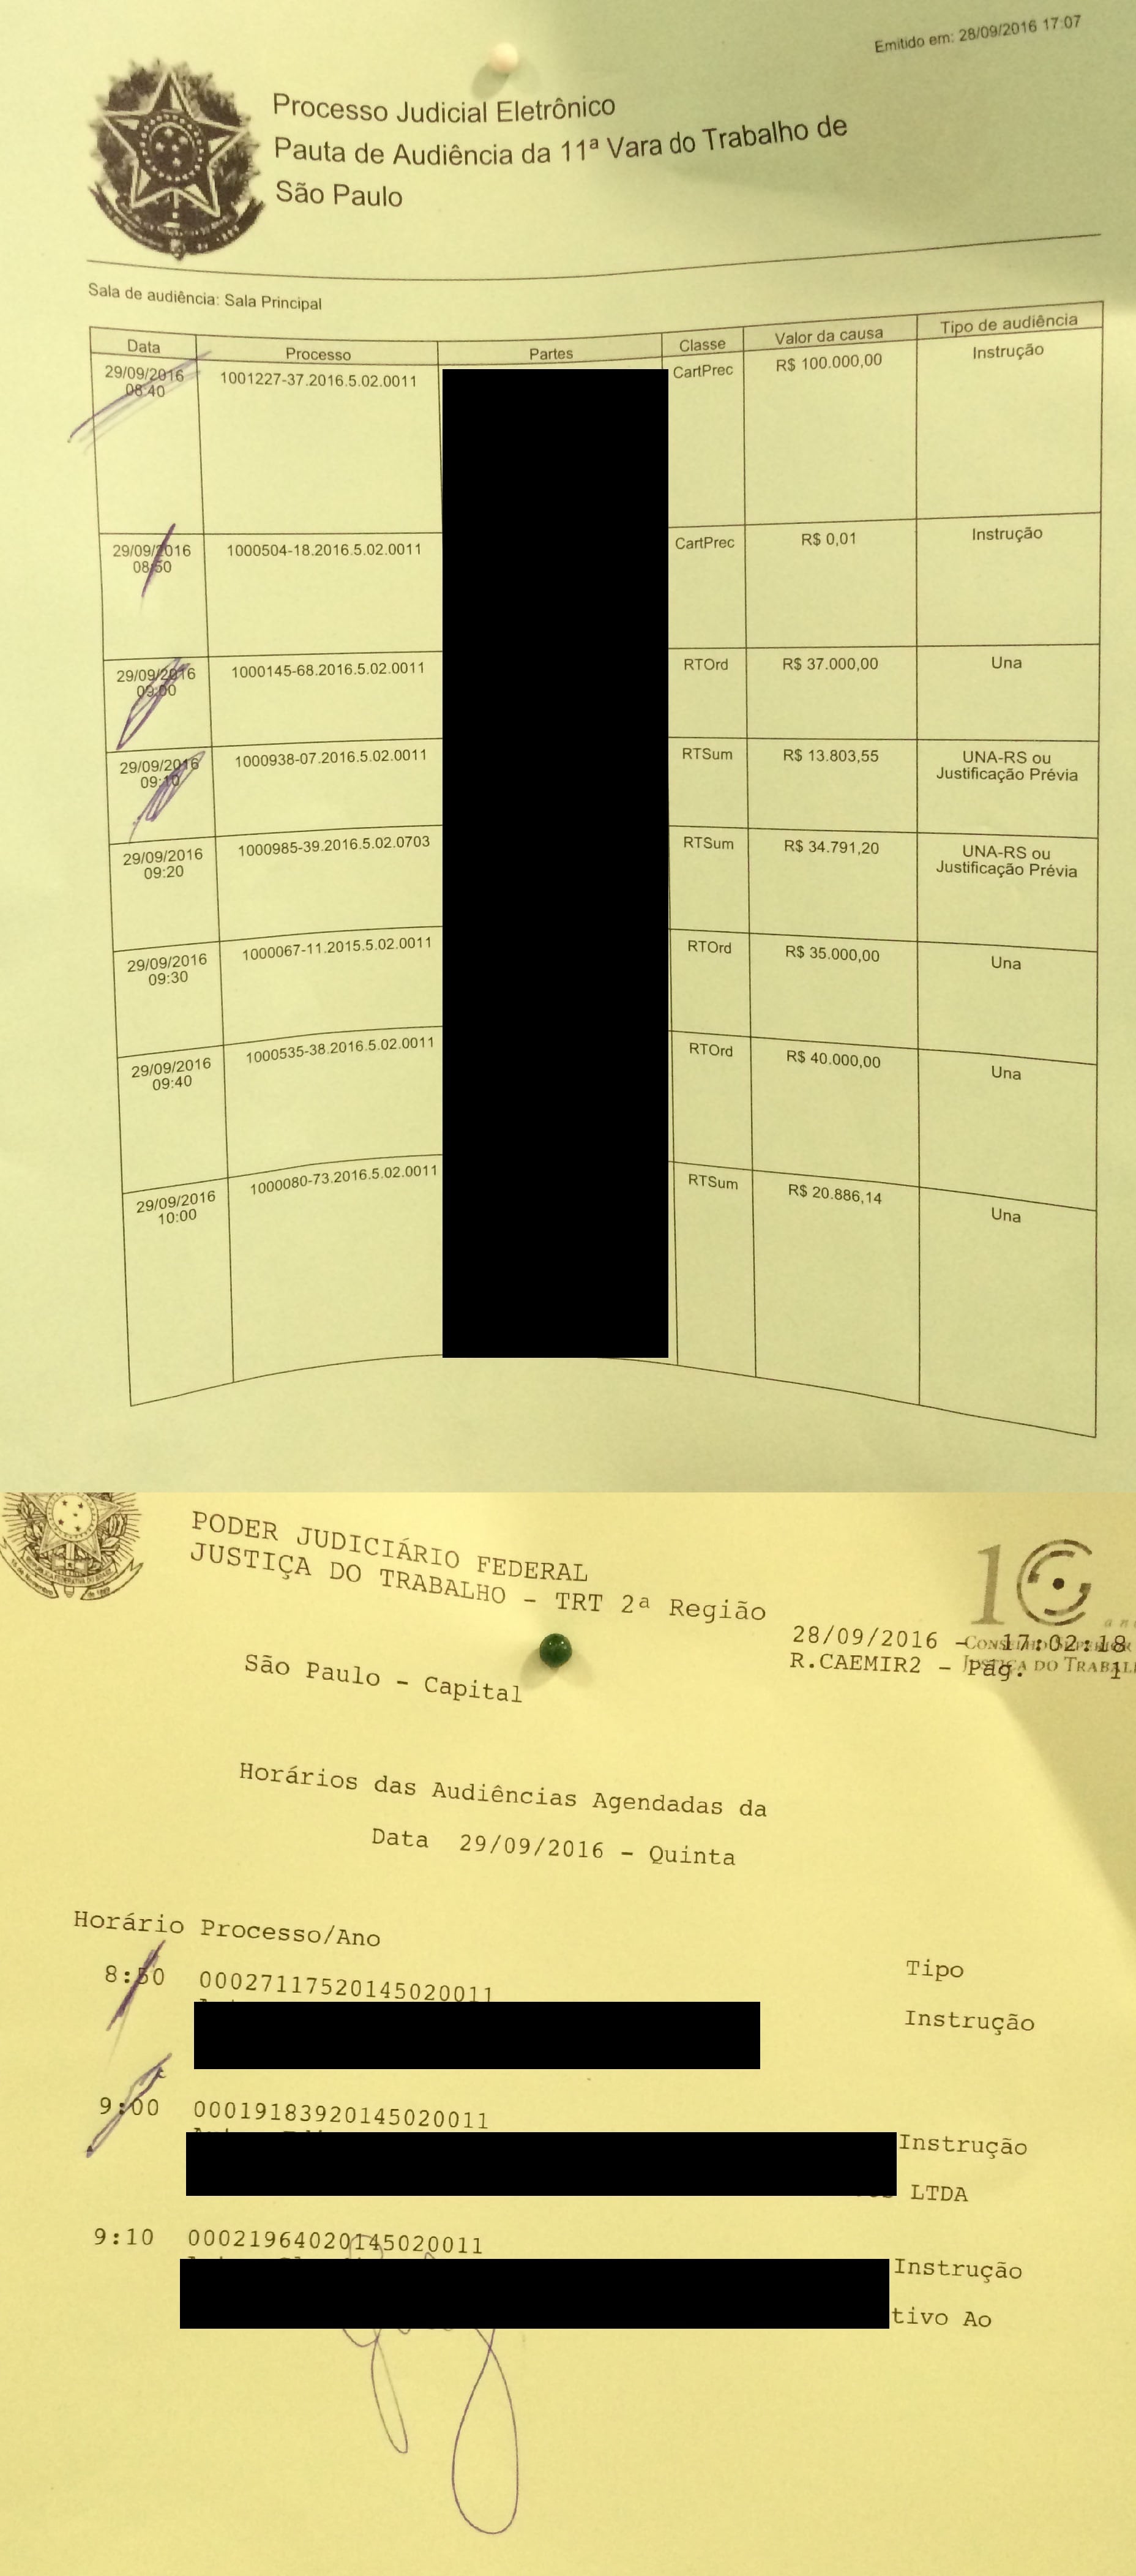 Emitido em: 28/09/2016 17:07
Processo Judicial Eletrônico
Pauta de Audiência da 11ª Vara do Trabalho de
São Paulo
Sala de audiência: Sala Principal
Data Processo Partes Classe Valor da causa Tipo de audiência
29/09/2016 1001227-37.2016.5.02.0011 CartPrec R$ 100.000,00 Instrução
08:40
29/09/2016 1000504-18.2016.5.02.0011 CartPrec R$ 0,01 Instrução
08:50
29/09/2016 1000145-68.2016.5.02.0011 RTOrd R$ 37.000,00 Una
09:00
29/09/2016 1000938-07.2016.5.02.0011 RTSum R$ 13.803,55 UNA-RS ou
09:10 Justificação Prévia
29/09/2016 1000985-39.2016.5.02.0703 RTSum R$ 34.791,20 UNA-RS ou
09:20 Justificação Prévia
29/09/2016 1000067-11.2015.5.02.0011 RTOrd R$ 35.000,00 Una
09:30
29/09/2016 1000535-38.2016.5.02.0011 RTOrd R$ 40.000,00 Una
09:40
29/09/2016 1000080-73.2016.5.02.0011 RTSum R$ 20.886,14 Una
10:00
PODER JUDICIÁRIO FEDERAL
JUSTIÇA DO TRABALHO - TRT 2ª Região
10
28/09/2016 - 17:02:18
R.CAEMIR2 - Pág. 1
São Paulo - Capital
Horários das Audiências Agendadas da
Data 29/09/2016 - Quinta
Horário Processo/Ano Tipo
8:50 00027117520145020011 Instrução
9:00 00019183920145020011 Instrução
LTDA
9:10 00021964020145020011 Instrução
tivo Ao